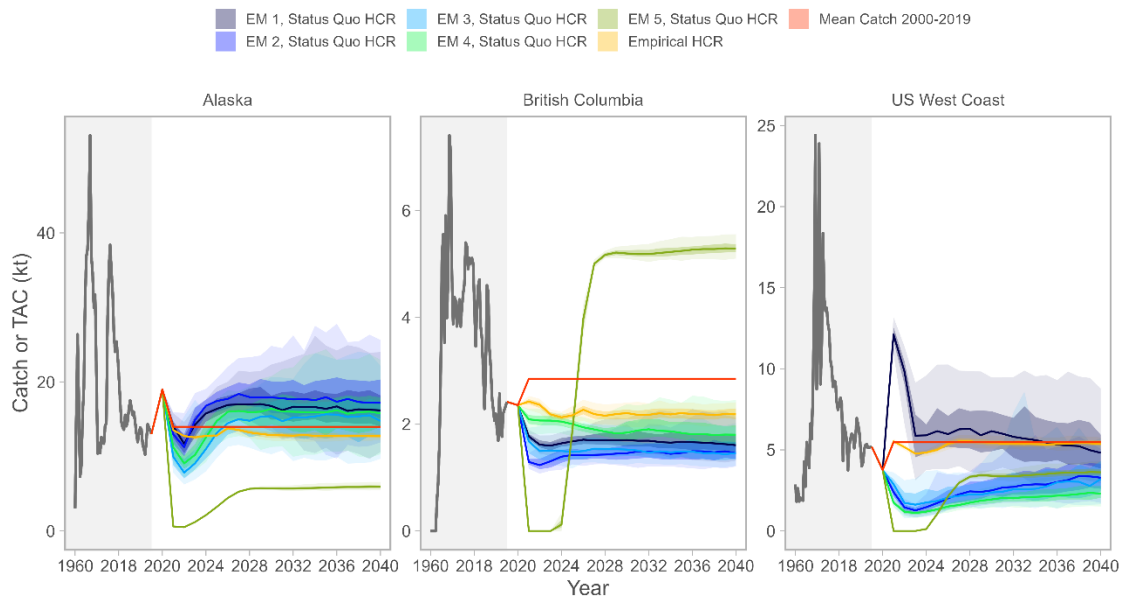 EM 1, Status Quo HCR EM 3, Status Quo HCR EM 5, Status Quo HCR Mean Catch 2000-2019
EM 2, Status Quo HCR EM 4, Status Quo HCR Empirical HCR
Alaska British Columbia US West Coast
Catch or TAC (kt)
40
20
0
6
4
2
0
25
20
15
10
5
0
1960 2018 2020 2024 2028 2032 2036 2040 1960 2018 2020 2024 2028 2032 2036 2040 1960 2018 2020 2024 2028 2032 2036 2040
Year